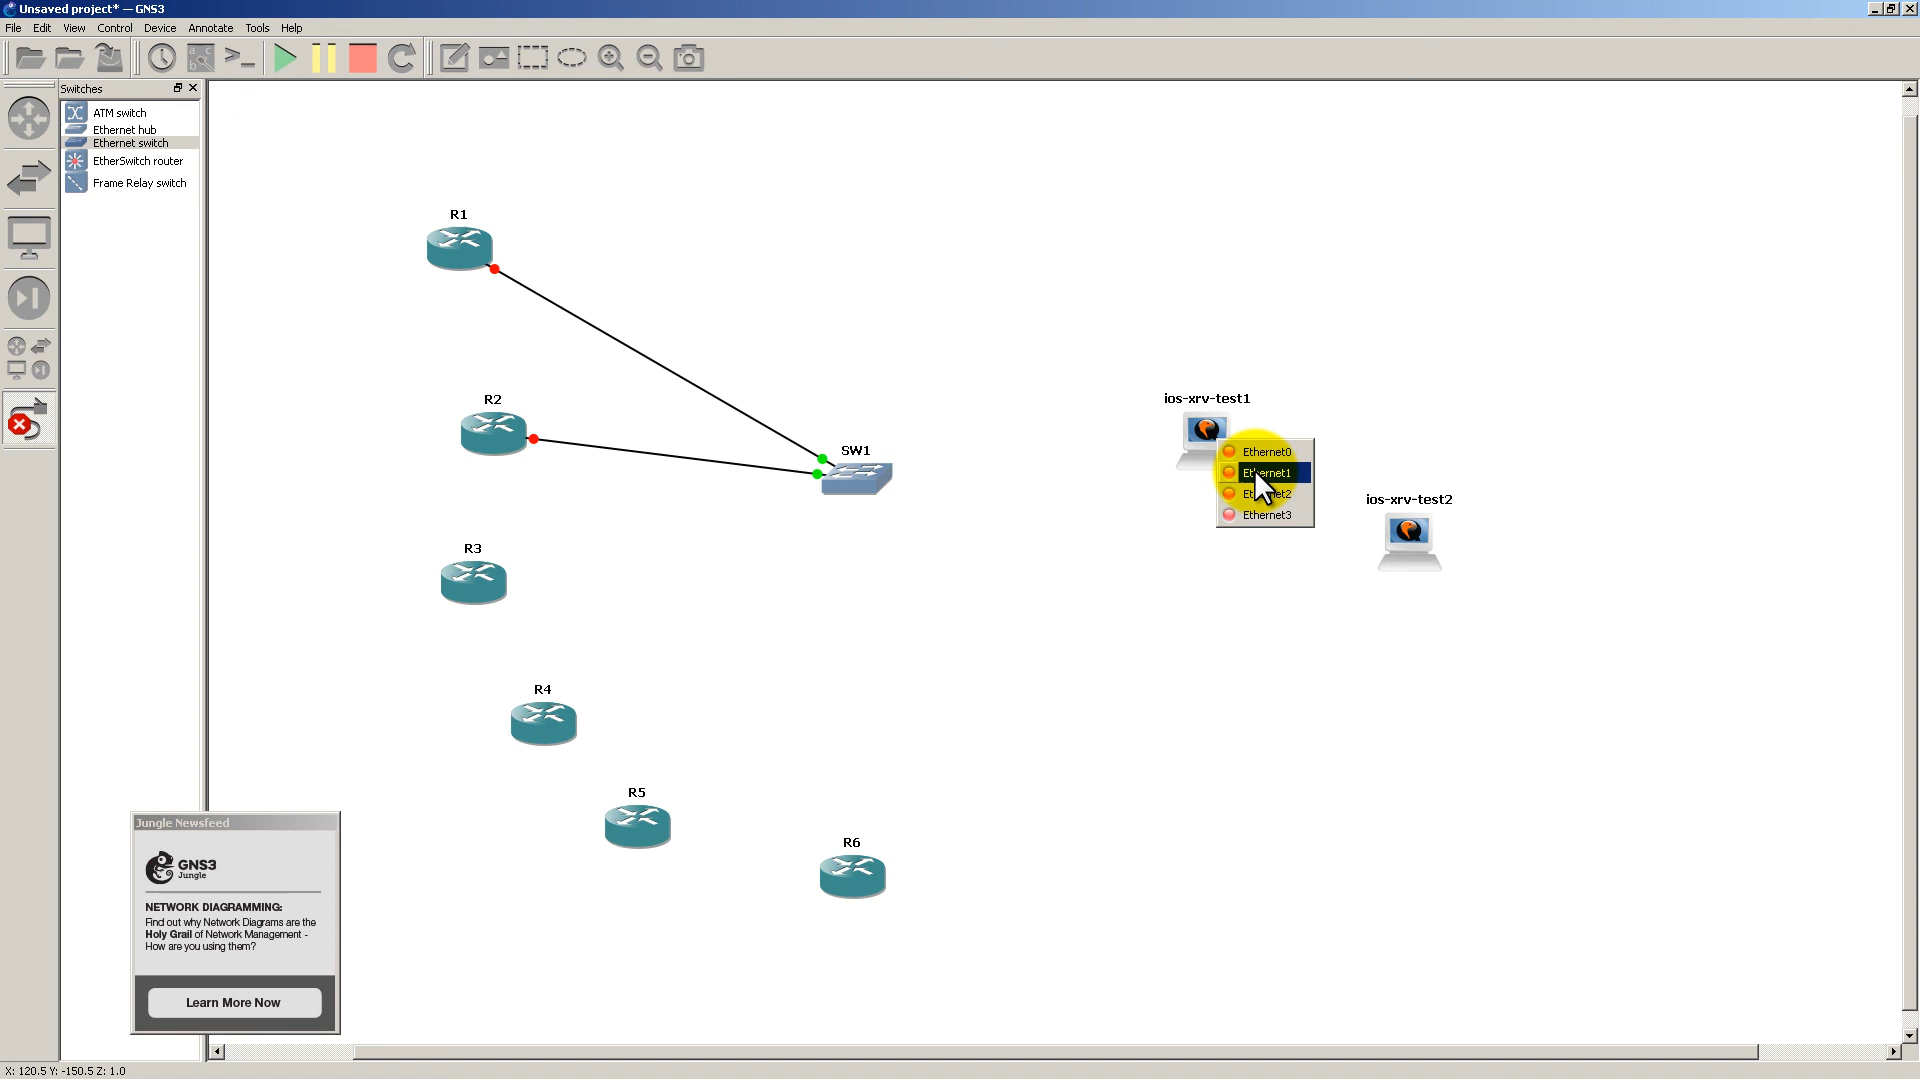 Unsaved project* — GNS3
File Edit View Control Device Annotate Tools Help
Switches
ATM switch
Ethernet hub
Ethernet switch
EtherSwitch router
Frame Relay switch
R1
R2
SW1
ios-xrv-test1
Ethernet0
Ethernet1
Ethernet2
Ethernet3
ios-xrv-test2
R3
R4
R5
R6
Jungle Newsfeed
GNS3
Jungle
NETWORK DIAGRAMMING:
Find out why Network Diagrams are the
Holy Grail of Network Management -
How are you using them?
Learn More Now
X: 120.5 Y: -150.5 Z: 1.0